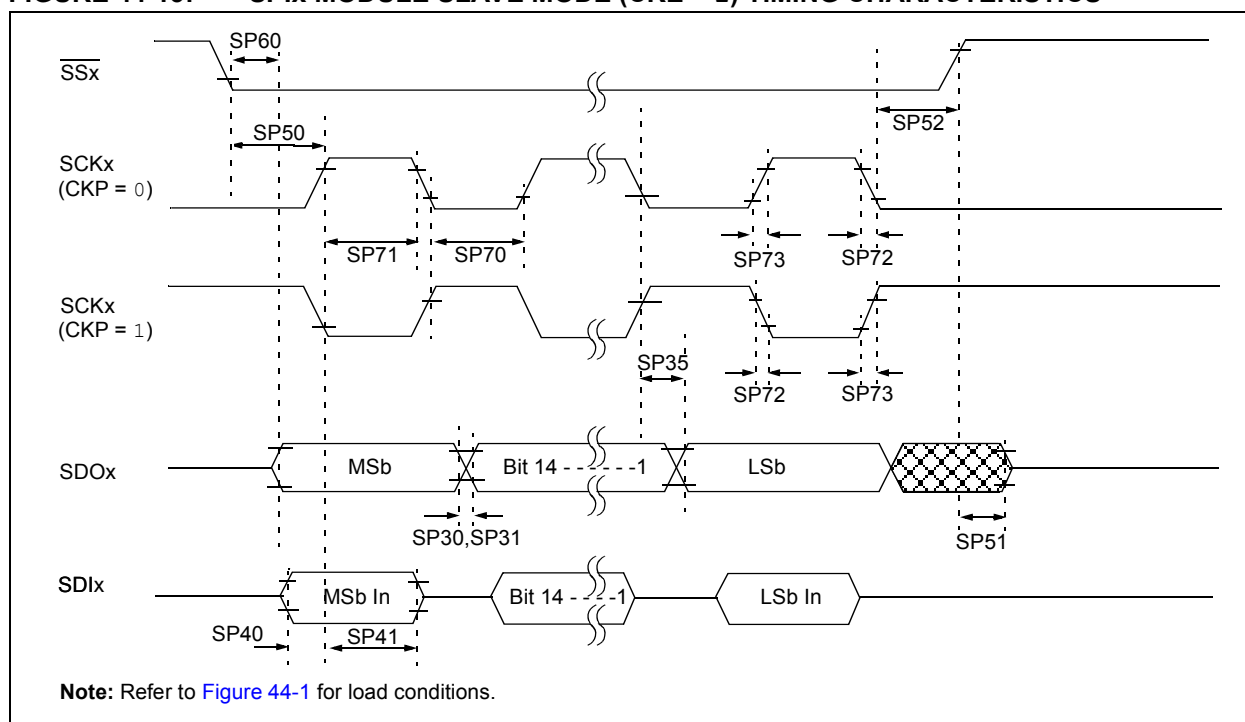 SP60
SSx
SP52
SP50
SCKx
(CKP = 0)
SP71
SP70
SP73
SP72
SCKx
(CKP = 1)
SP35
SP72
SP73
SDOx
MSb
Bit 14 - - - - - -1
LSb
SP30,SP31
SP51
SDIx
MSb In
Bit 14 - - - -1
LSb In
SP40
SP41
Note: Refer to Figure 44-1 for load conditions.